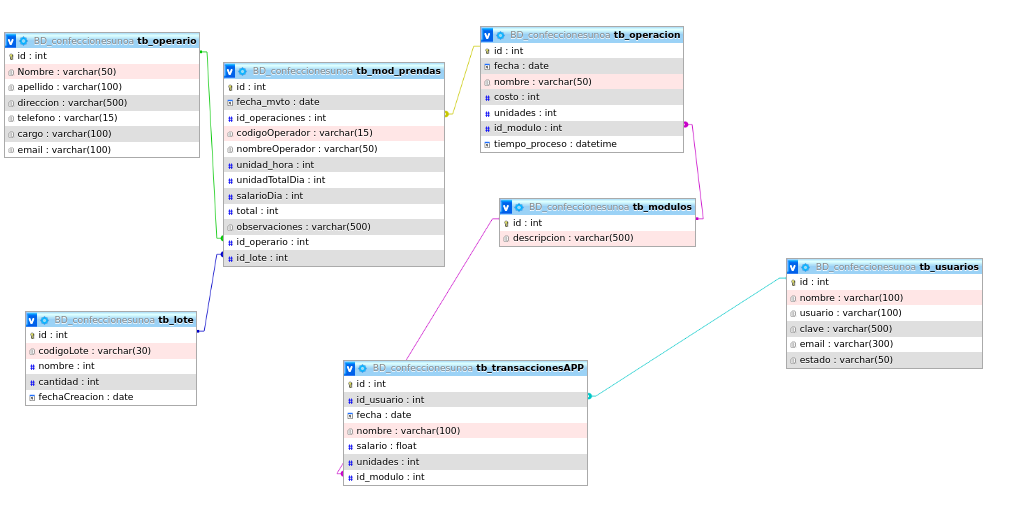 BD_confeccionesunoa tb_operario
id : int
Nombre : varchar(50)
apellido : varchar(100)
direccion : varchar(500)
telefono : varchar(15)
cargo : varchar(100)
email : varchar(100)
BD_confeccionesunoa tb_mod_prendas
id : int
fecha_mvto : date
id_operaciones : int
codigoOperador : varchar(15)
nombreOperador : varchar(50)
unidad_hora : int
unidadTotalDia : int
salarioDia : int
total : int
observaciones : varchar(500)
id_operario : int
id_lote : int
BD_confeccionesunoa tb_operacion
id : int
fecha : date
nombre : varchar(50)
costo : int
unidades : int
id_modulo : int
tiempo_proceso : datetime
BD_confeccionesunoa tb_modulos
id : int
descripcion : varchar(500)
BD_confeccionesunoa tb_usuarios
id : int
nombre : varchar(100)
usuario : varchar(100)
clave : varchar(500)
email : varchar(300)
estado : varchar(50)
BD_confeccionesunoa tb_lote
id : int
codigoLote : varchar(30)
nombre : int
cantidad : int
fechaCreacion : date
BD_confeccionesunoa tb_transaccionesAPP
id : int
id_usuario : int
fecha : date
nombre : varchar(100)
salario : float
unidades : int
id_modulo : int